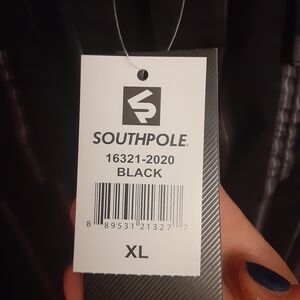 SOUTHPOLE
16321-2020
BLACK
8 89531 21327 7
XL